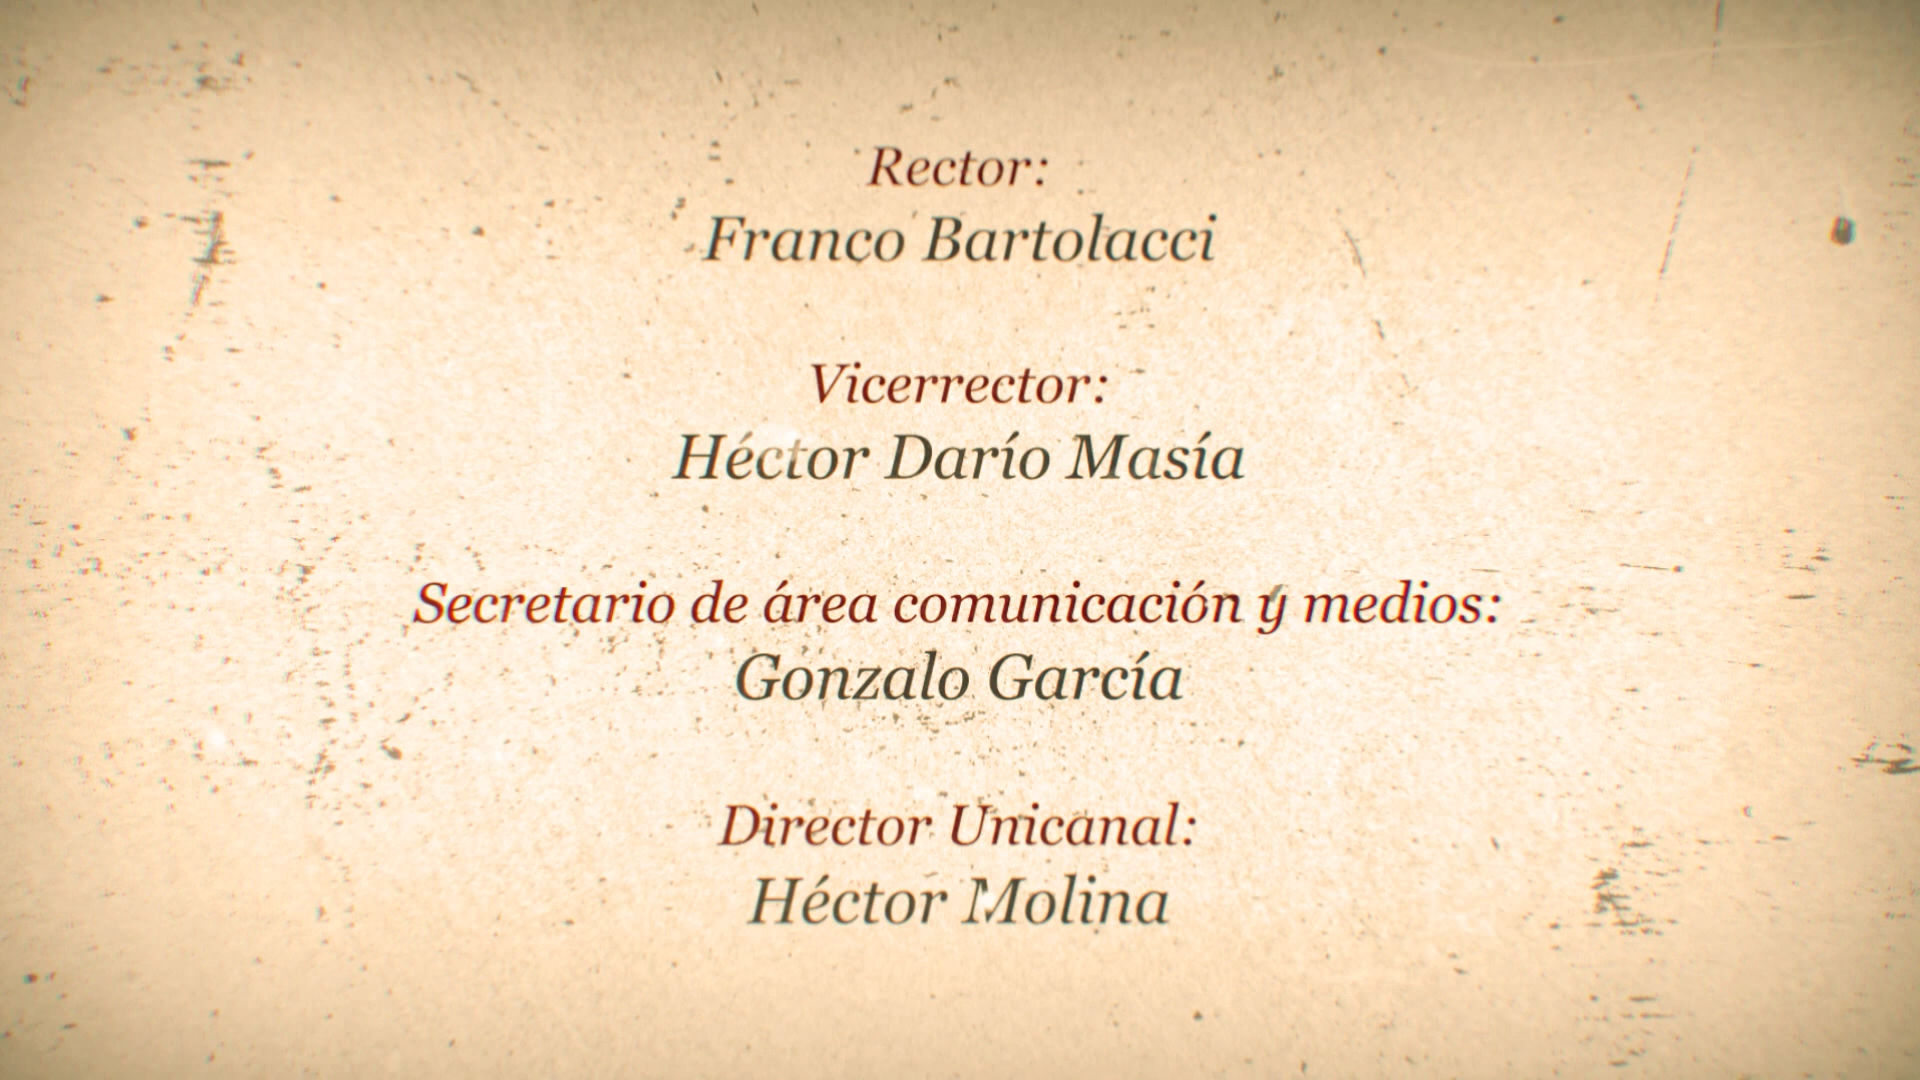 Rector:
Franco Bartolacci
Vicerrector:
Héctor Darío Masía
Secretario de área comunicación y medios:
Gonzalo García
Director Unicanal:
Héctor Molina